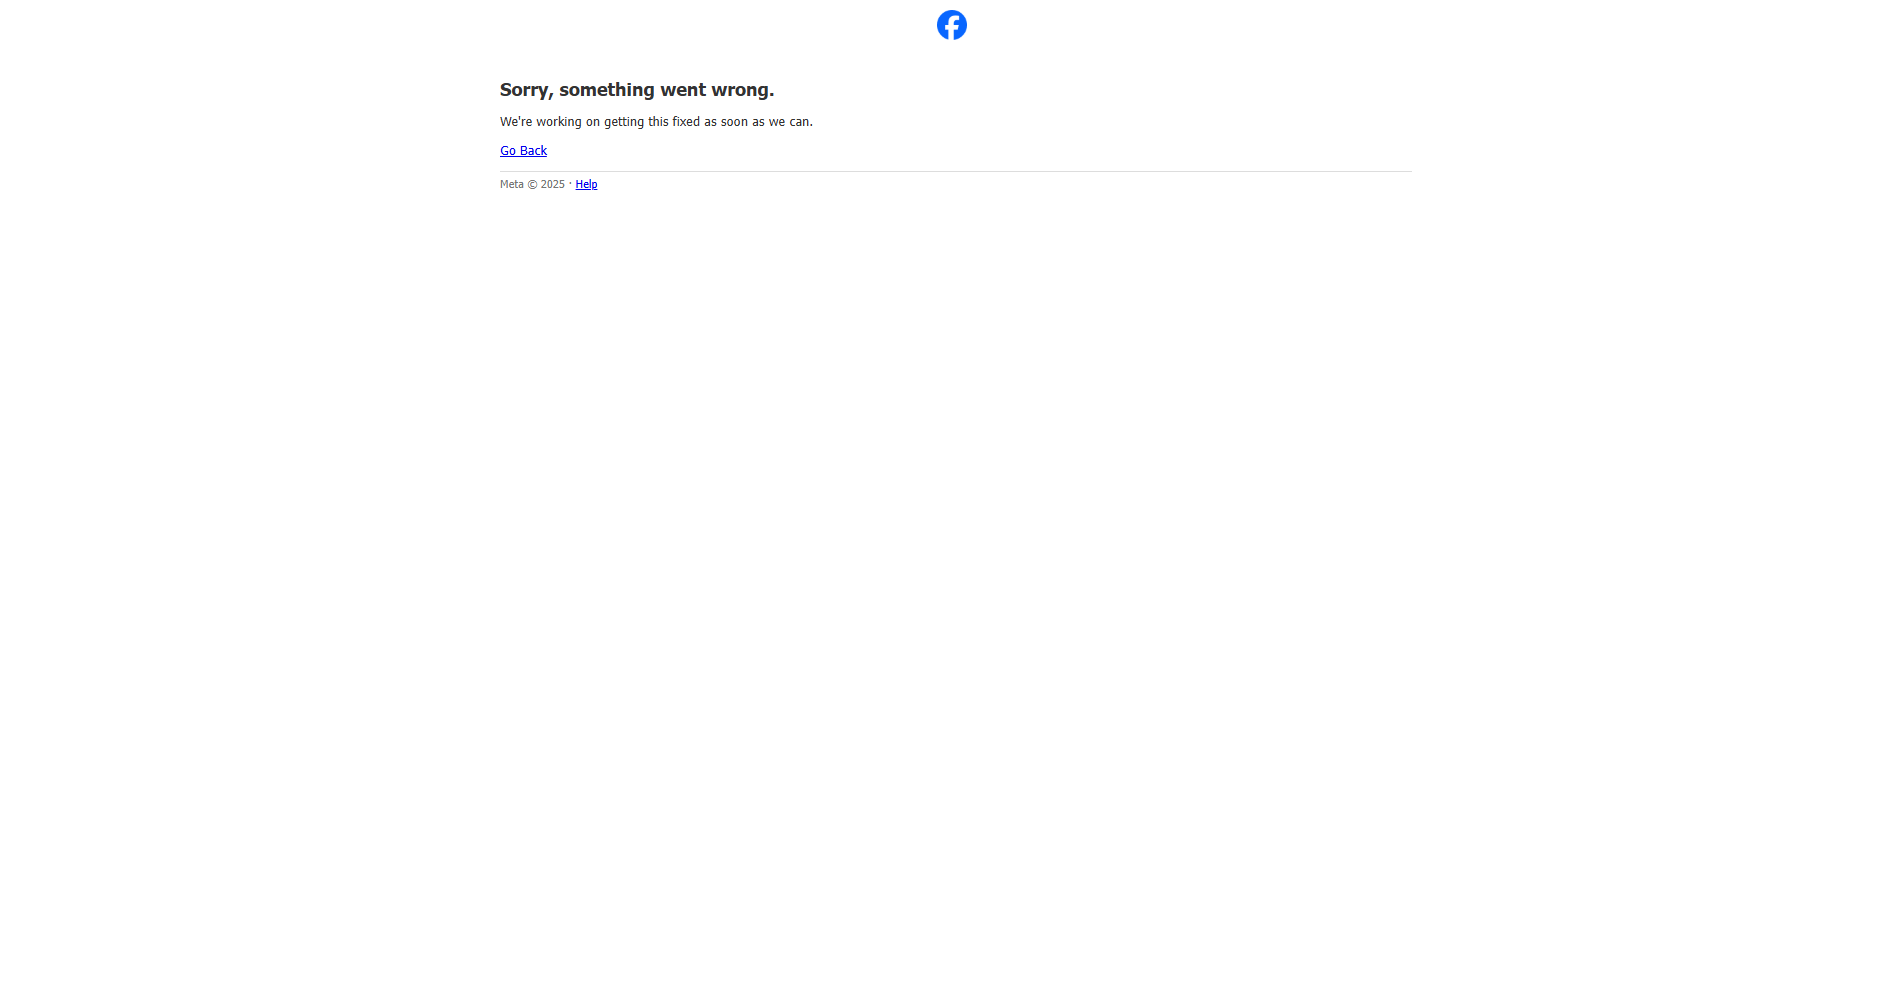 Sorry, something went wrong.
We're working on getting this fixed as soon as we can.
Go Back
Meta © 2025 · Help